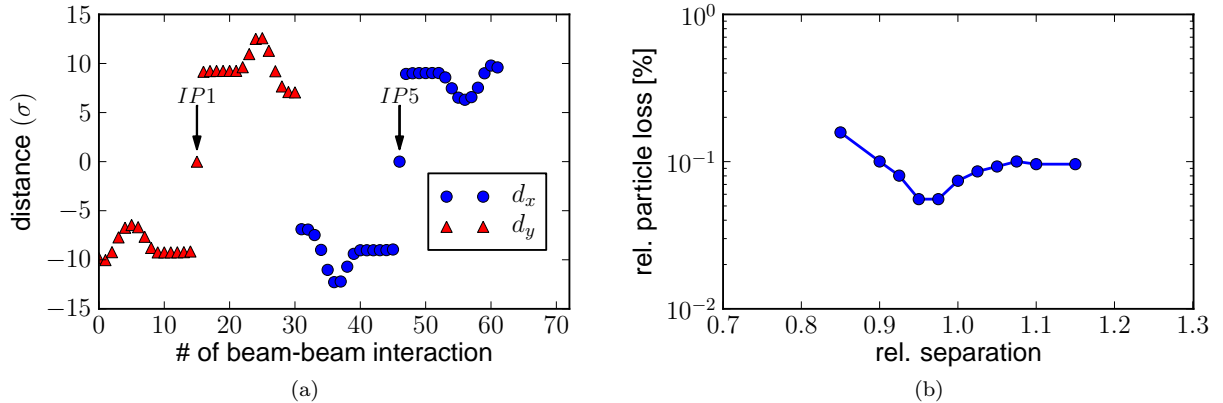 15
10
5
0
−5
−10
−15
distance (σ)
IP1
IP5
d_x
d_y
0 10 20 30 40 50 60 70
# of beam-beam interaction
(a)
10^0
10^{-1}
10^{-2}
rel. particle loss [%]
0.7 0.8 0.9 1.0 1.1 1.2 1.3
rel. separation
(b)